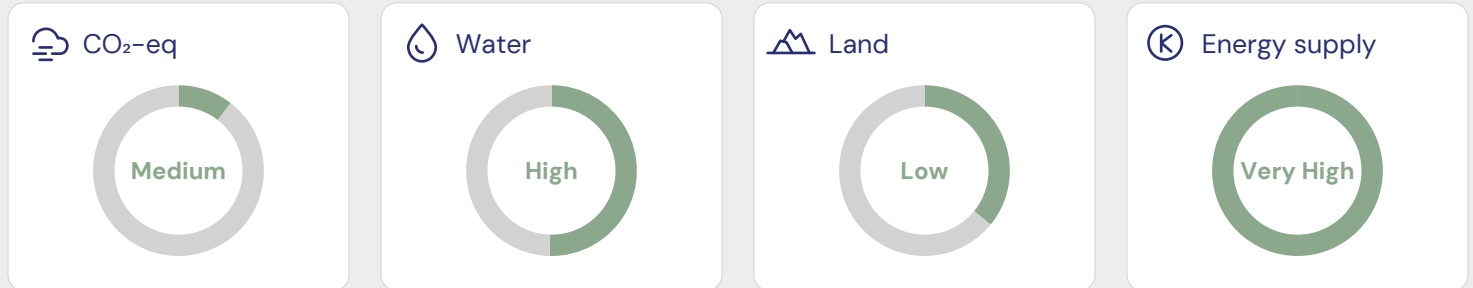 CO₂-eq
Water
Land
Energy supply
Medium
High
Low
Very High